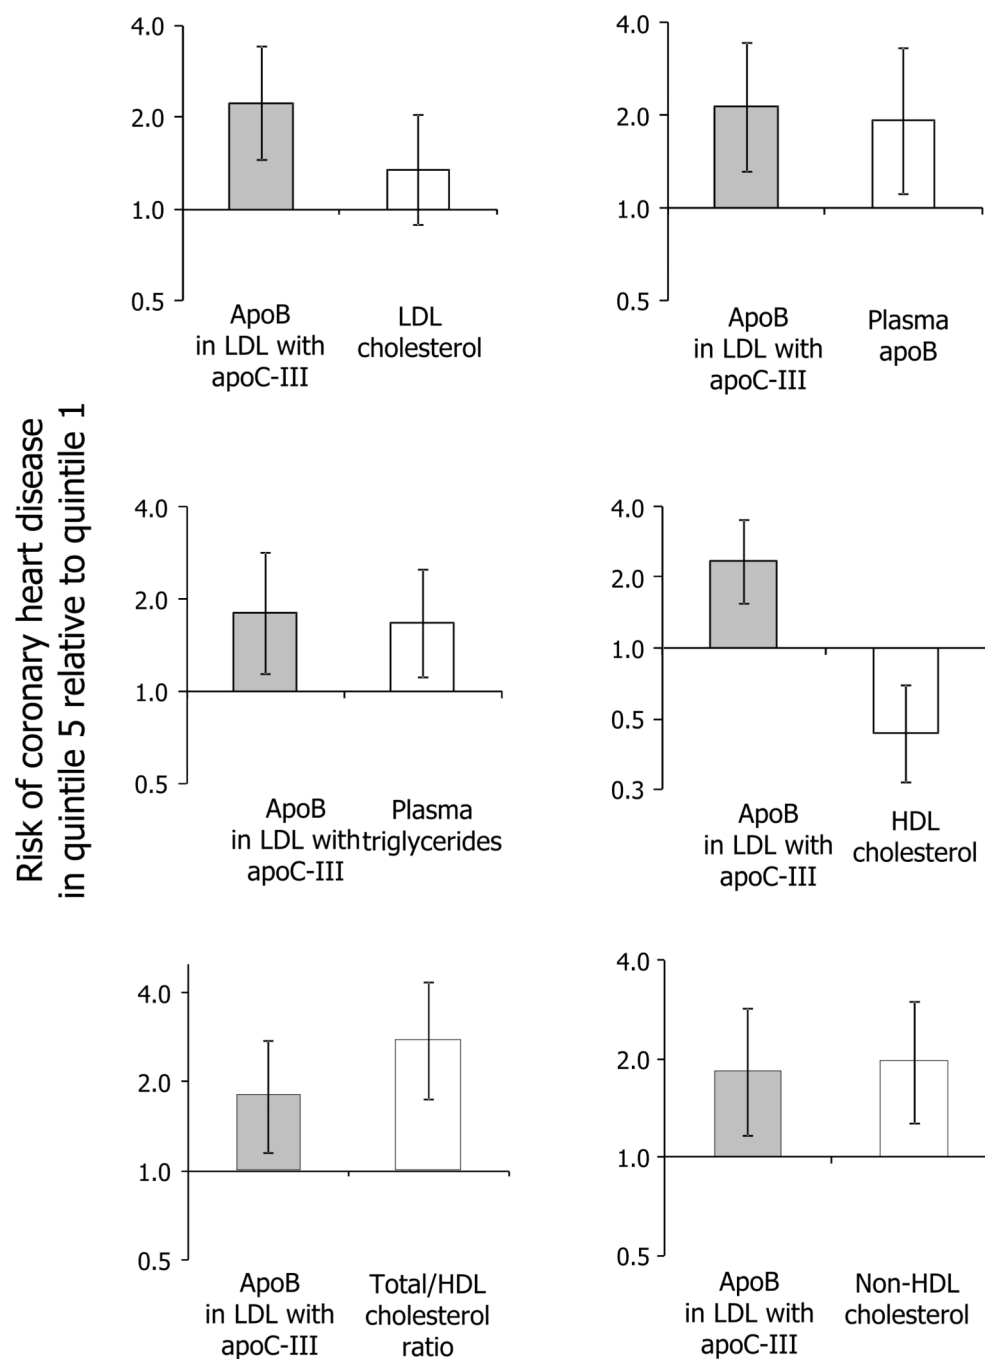 Risk of coronary heart disease
in quintile 5 relative to quintile 1
4.0
2.0
1.0
0.5
ApoB
in LDL with
apoC-III
LDL
cholesterol
4.0
2.0
1.0
0.5
ApoB
in LDL with
apoC-III
Plasma
apoB
4.0
2.0
1.0
0.5
ApoB
in LDL with
apoC-III
Plasma
triglycerides
4.0
2.0
1.0
0.5
0.3
ApoB
in LDL with
apoC-III
HDL
cholesterol
4.0
2.0
1.0
0.5
ApoB
in LDL with
apoC-III
Total/HDL
cholesterol
ratio
4.0
2.0
1.0
0.5
ApoB
in LDL with
apoC-III
Non-HDL
cholesterol